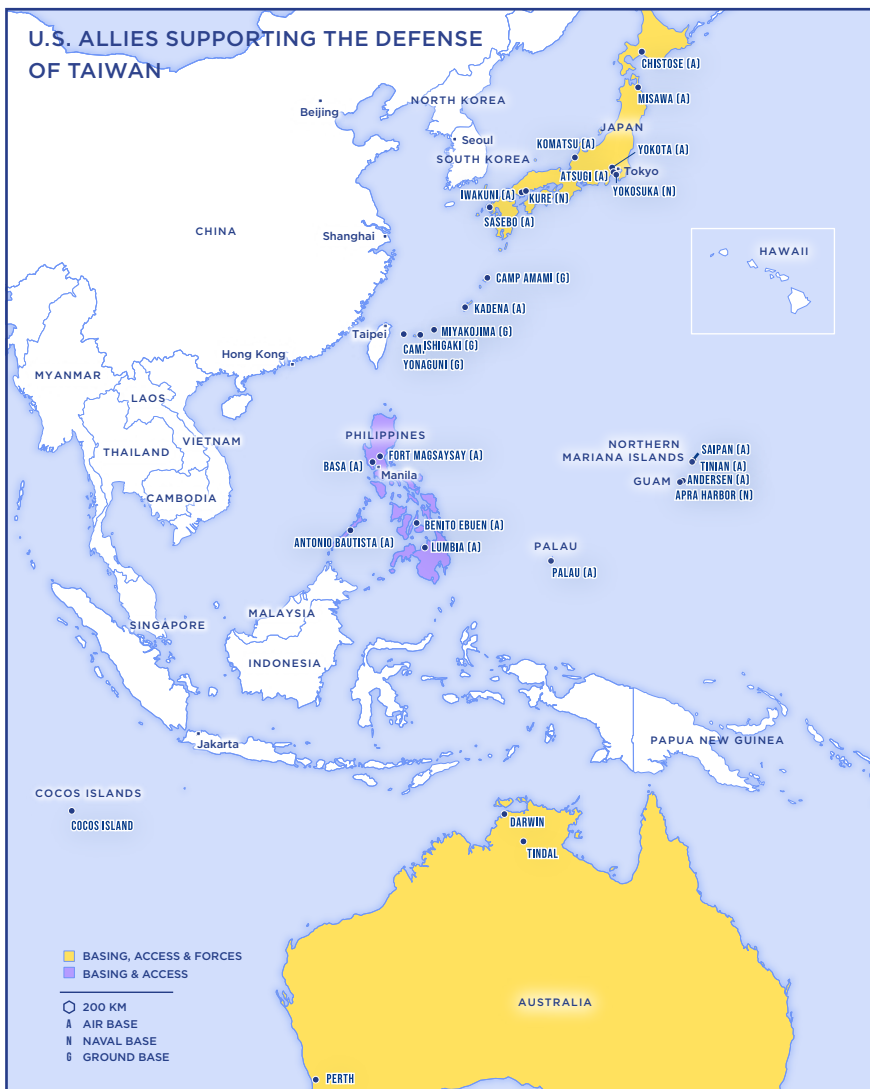 U.S. ALLIES SUPPORTING THE DEFENSE
OF TAIWAN
CHISTOSE (A)
MISAWA (A)
NORTH KOREA
Beijing
JAPAN
Seoul
KOMATSU (A)
YOKOTA (A)
SOUTH KOREA
ATSUGI (A)
Tokyo
YOKOSUKA (N)
IWAKUNI (A)
KURE (N)
SASEBO (A)
CHINA
Shanghai
HAWAII
CAMP AMAMI (G)
KADENA (A)
MIYAKOJIMA (G)
Taipei
ISHIGAKI (G)
CAMP
YONAGUNI (G)
Hong Kong
MYANMAR
LAOS
VIETNAM
THAILAND
CAMBODIA
PHILIPPINES
FORT MAGSAYSAY (A)
BASA (A)
Manila
NORTHERN
MARIANA ISLANDS
SAIPAN (A)
TINIAN (A)
GUAM
ANDERSEN (A)
APRA HARBOR (N)
BENITO EBUEN (A)
ANTONIO BAUTISTA (A)
LUMBIA (A)
PALAU
PALAU (A)
MALAYSIA
SINGAPORE
INDONESIA
Jakarta
PAPUA NEW GUINEA
COCOS ISLANDS
COCOS ISLAND
DARWIN
TINDAL
BASING, ACCESS & FORCES
BASING & ACCESS
200 KM
A AIR BASE
N NAVAL BASE
G GROUND BASE
AUSTRALIA
PERTH